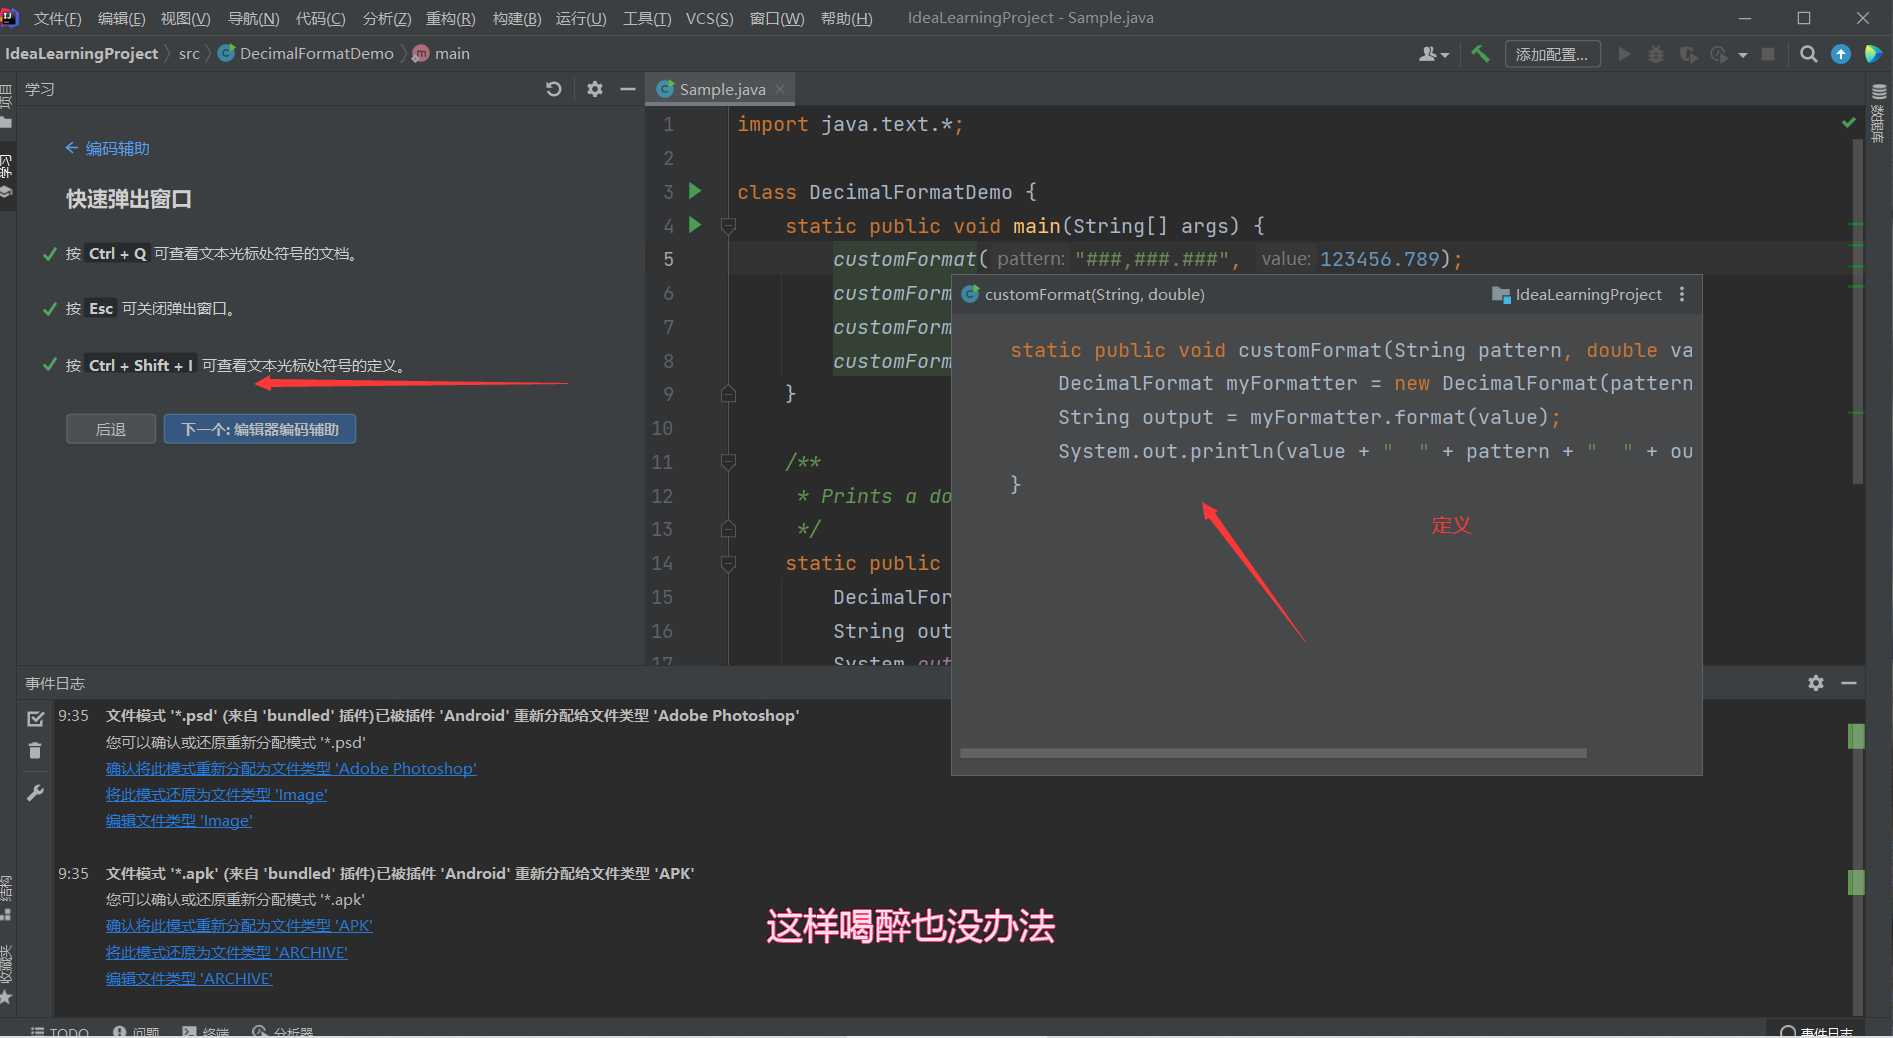 文件(F) 编辑(E) 视图(V) 导航(N) 代码(C) 分析(Z) 重构(R) 构建(B) 运行(U) 工具(T) VCS(S) 窗口(W) 帮助(H) IdeaLearningProject - Sample.java
IdeaLearningProject src DecimalFormatDemo main 添加配置...
项目
学习
结构
收藏夹
数据库
学习
编码辅助
快速弹出窗口
按 Ctrl + Q 可查看文本光标处符号的文档。
按 Esc 可关闭弹出窗口。
按 Ctrl + Shift + I 可查看文本光标处符号的定义。
后退 下一个: 编辑器编码辅助
Sample.java
1 import java.text.*;
2
3 class DecimalFormatDemo {
4 static public void main(String[] args) {
5 customFormat( pattern: "###,###.###", value: 123456.789);
6 customForm
7 customForm
8 customForm
9 }
10
11 /**
12 * Prints a do
13 */
14 static public
15 DecimalFor
16 String out
17 System.out
customFormat(String, double) IdeaLearningProject
static public void customFormat(String pattern, double va
DecimalFormat myFormatter = new DecimalFormat(pattern
String output = myFormatter.format(value);
System.out.println(value + "  " + pattern + "  " + ou
}
定义
事件日志
9:35 文件模式 '*.psd' (来自 'bundled' 插件)已被插件 'Android' 重新分配给文件类型 'Adobe Photoshop'
您可以确认或还原重新分配模式 '*.psd'
确认将此模式重新分配为文件类型 'Adobe Photoshop'
将此模式还原为文件类型 'Image'
编辑文件类型 'Image'
9:35 文件模式 '*.apk' (来自 'bundled' 插件)已被插件 'Android' 重新分配给文件类型 'APK'
您可以确认或还原重新分配模式 '*.apk'
确认将此模式重新分配为文件类型 'APK'
将此模式还原为文件类型 'ARCHIVE'
编辑文件类型 'ARCHIVE'
这样喝醉也没办法
TODO 问题 终端 分析器 事件日志